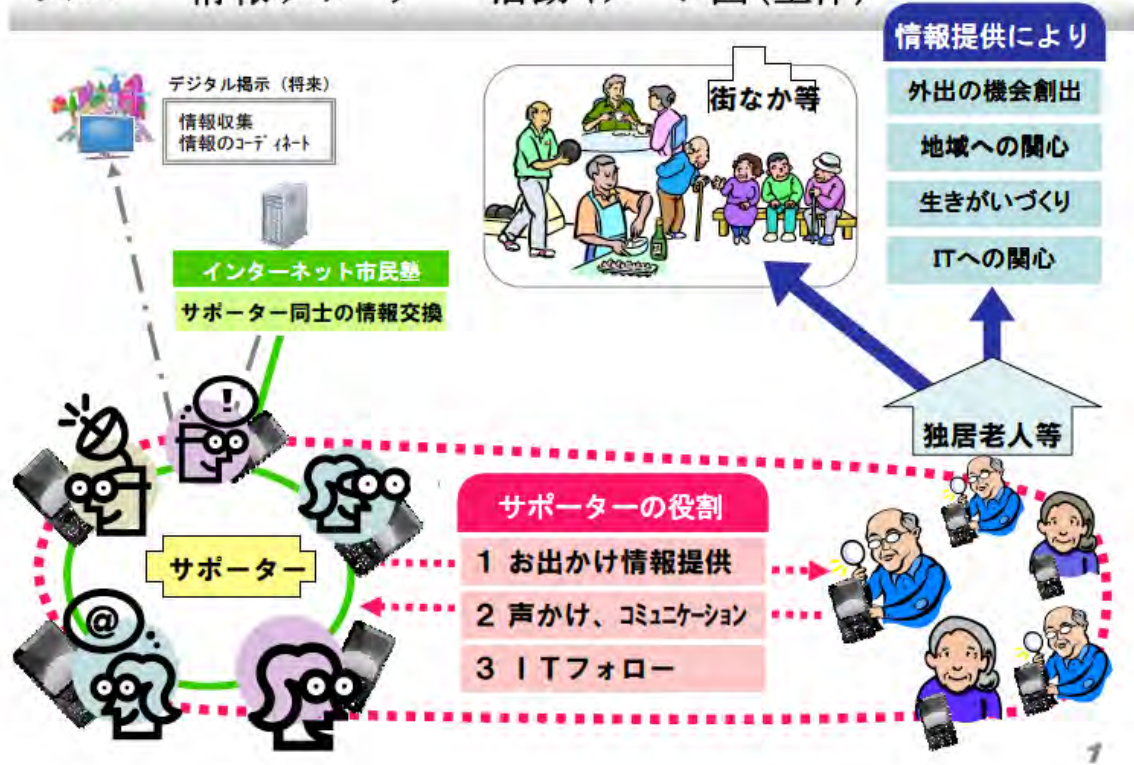 情報提供により
外出の機会創出
地域への関心
生きがいづくり
ITへの関心
街なか等
デジタル掲示（将来）
情報収集
情報のｺｰﾃﾞｨﾈｰﾄ
インターネット市民塾
サポーター同士の情報交換
独居老人等
サポーターの役割
1 お出かけ情報提供
2 声かけ、ｺﾐｭﾆｹｰｼｮﾝ
3 ＩＴフォロー
サポーター
!
@
1